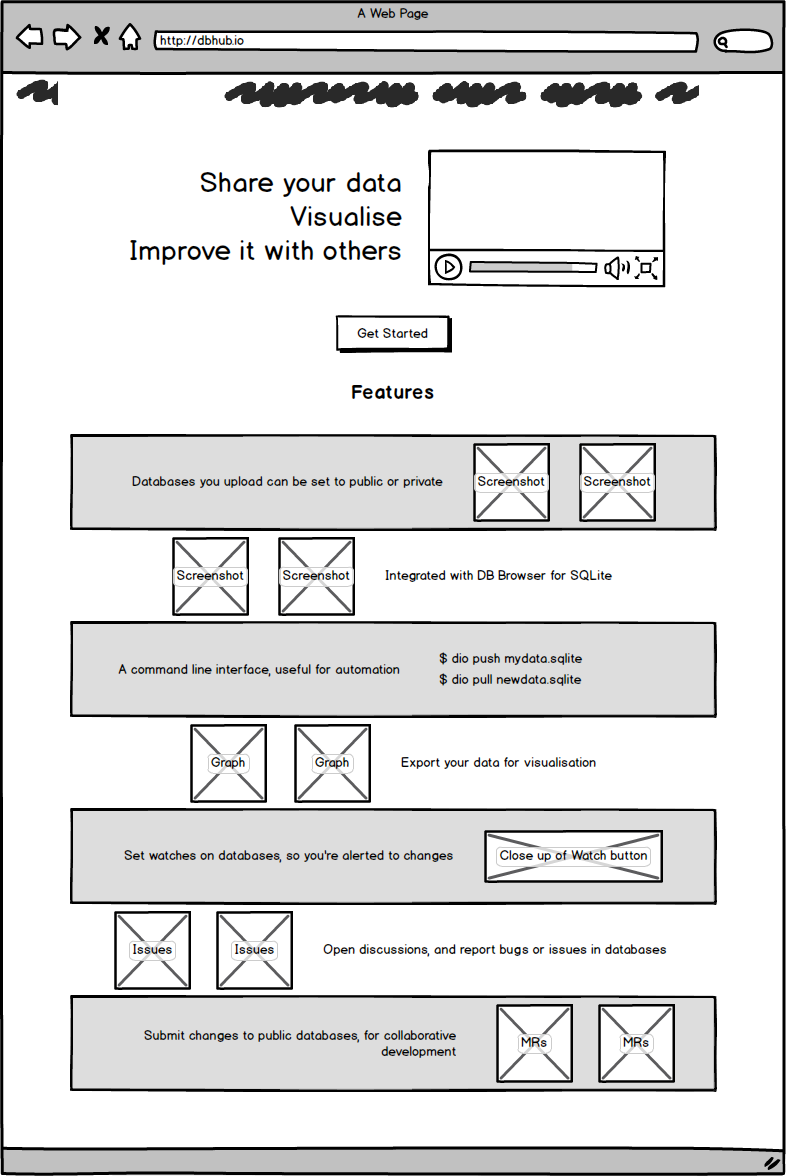 A Web Page
http://dbhub.io
Share your data
Visualise
Improve it with others
Get Started
Features
Databases you upload can be set to public or private
Screenshot Screenshot
Screenshot Screenshot
Integrated with DB Browser for SQLite
A command line interface, useful for automation
$ dio push mydata.sqlite
$ dio pull newdata.sqlite
Graph Graph
Export your data for visualisation
Set watches on databases, so you're alerted to changes
Close up of Watch button
Issues Issues
Open discussions, and report bugs or issues in databases
Submit changes to public databases, for collaborative
development
MRs MRs